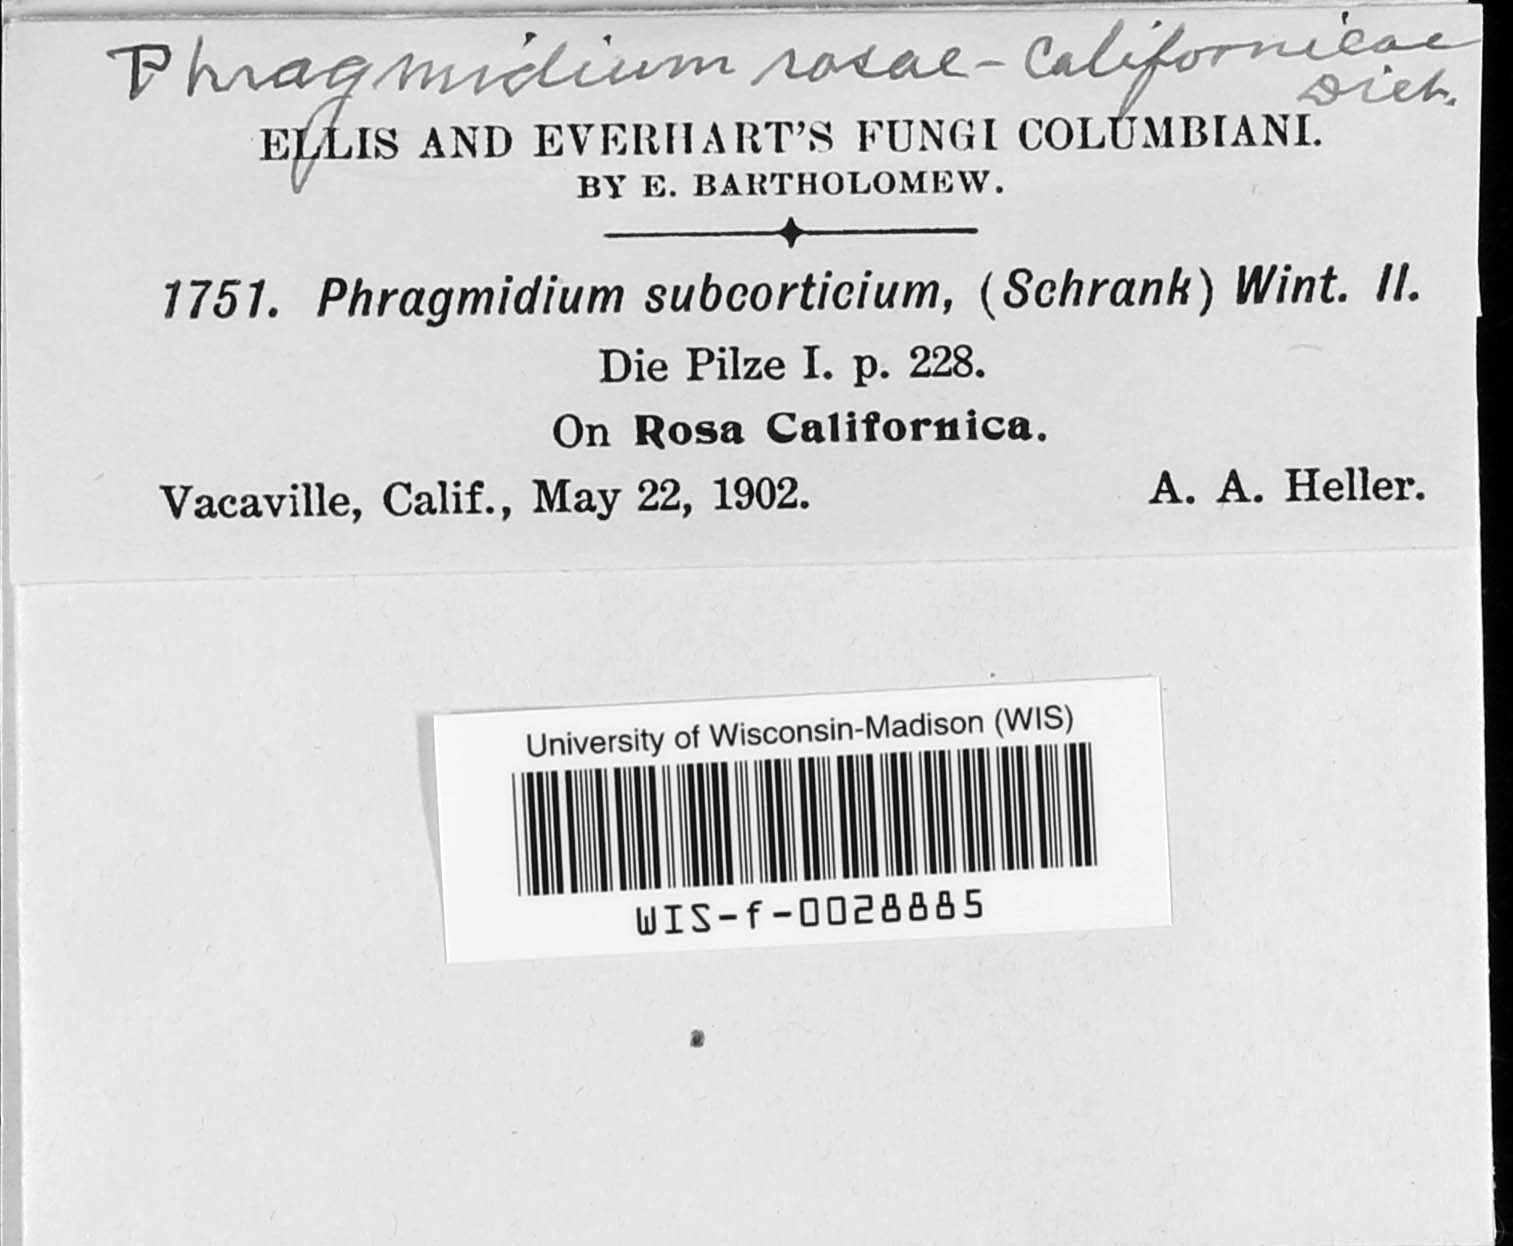 Phragmidium rosae-californicae
Diet.
ELLIS AND EVERHART'S FUNGI COLUMBIANI.
BY E. BARTHOLOMEW.
1751. Phragmidium subcorticium, (Schrank) Wint. II.
Die Pilze I. p. 228.
On Rosa Californica.
Vacaville, Calif., May 22, 1902. A. A. Heller.
University of Wisconsin-Madison (WIS)
WIS-f-0028885